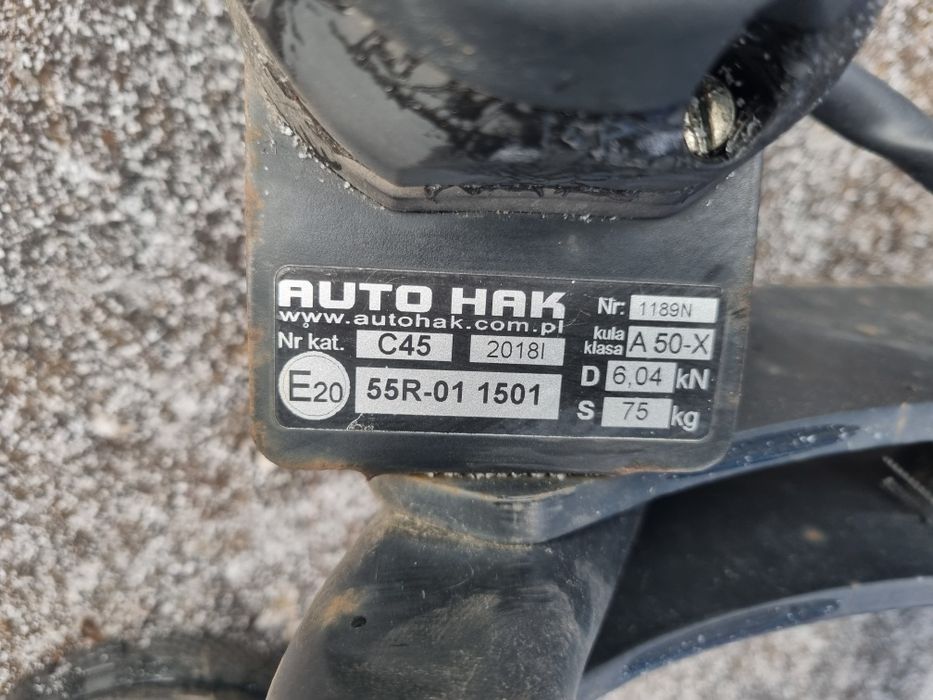 AUTO HAK
www.autohak.com.pl
Nr kat. C45 2018I
E20 55R-01 1501
Nr: 1189N
kula klasa A 50-X
D 6,04 kN
S 75 kg